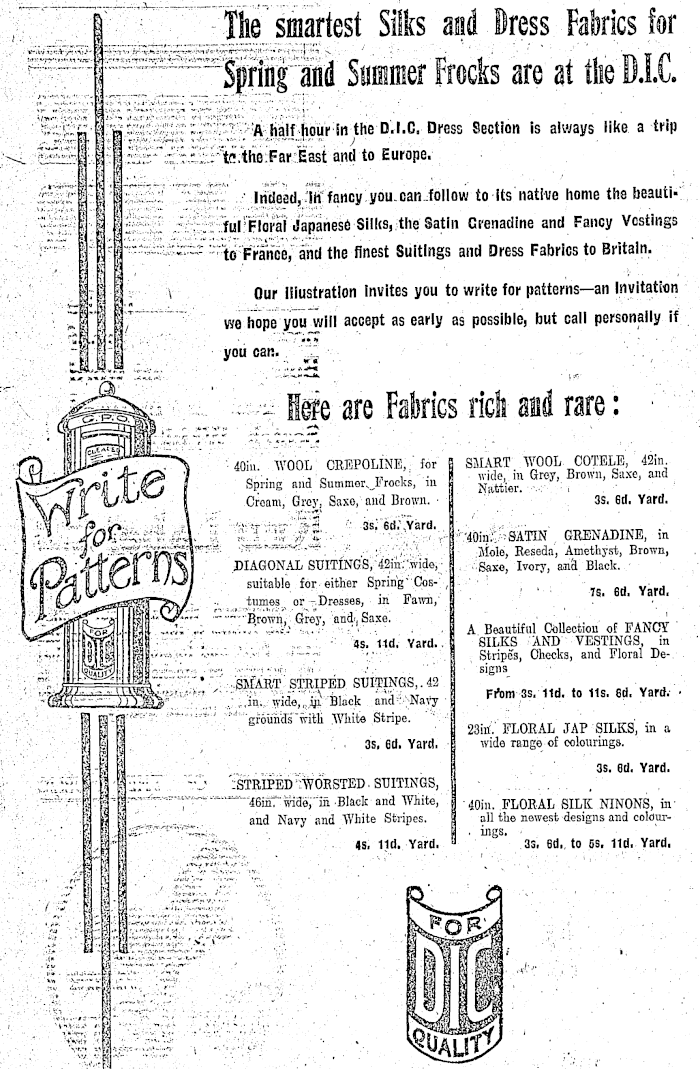 The smartest Silks and Dress Fabrics for
Spring and Summer Frocks are at the D.I.C.
A half hour in the D.I.C. Dress Section is always like a trip
to the Far East and to Europe.
Indeed, in fancy you can follow to its native home the beauti-
ful Floral Japanese Silks, the Satin Grenadine and Fancy Vestings
to France, and the finest Suitings and Dress Fabrics to Britain.
Our illustration invites you to write for patterns—an invitation
we hope you will accept as early as possible, but call personally if
you can.
Here are Fabrics rich and rare :
40in. WOOL CREPOLINE, for
Spring and Summer Frocks, in
Cream, Grey, Saxe, and Brown.
3s. 6d. Yard.
DIAGONAL SUITINGS, 42in. wide,
suitable for either Spring Cos-
tumes or Dresses, in Fawn,
Brown, Grey, and Saxe.
4s. 11d. Yard.
SMART STRIPED SUITINGS, 42
in. wide, in Black and Navy
grounds with White Stripe.
3s. 6d. Yard.
STRIPED WORSTED SUITINGS,
46in. wide, in Black and White,
and Navy and White Stripes.
4s. 11d. Yard.
SMART WOOL COTELE, 42in.
wide, in Grey, Brown, Saxe, and
Nattier.
3s. 6d. Yard.
40in. SATIN GRENADINE, in
Mole, Reseda, Amethyst, Brown,
Saxe, Ivory, and Black.
7s. 6d. Yard.
A Beautiful Collection of FANCY
SILKS AND VESTINGS, in
Stripes, Checks, and Floral De-
signs
From 3s. 11d. to 11s. 6d. Yard.
23in. FLORAL JAP SILKS, in a
wide range of colourings.
3s. 6d. Yard.
40in. FLORAL SILK NINONS, in
all the newest designs and colour-
ings.
3s. 6d. to 5s. 11d. Yard.
G.P.O.
CLEARED
Write
for
Patterns
FOR
DIC
QUALITY
FOR
DIC
QUALITY